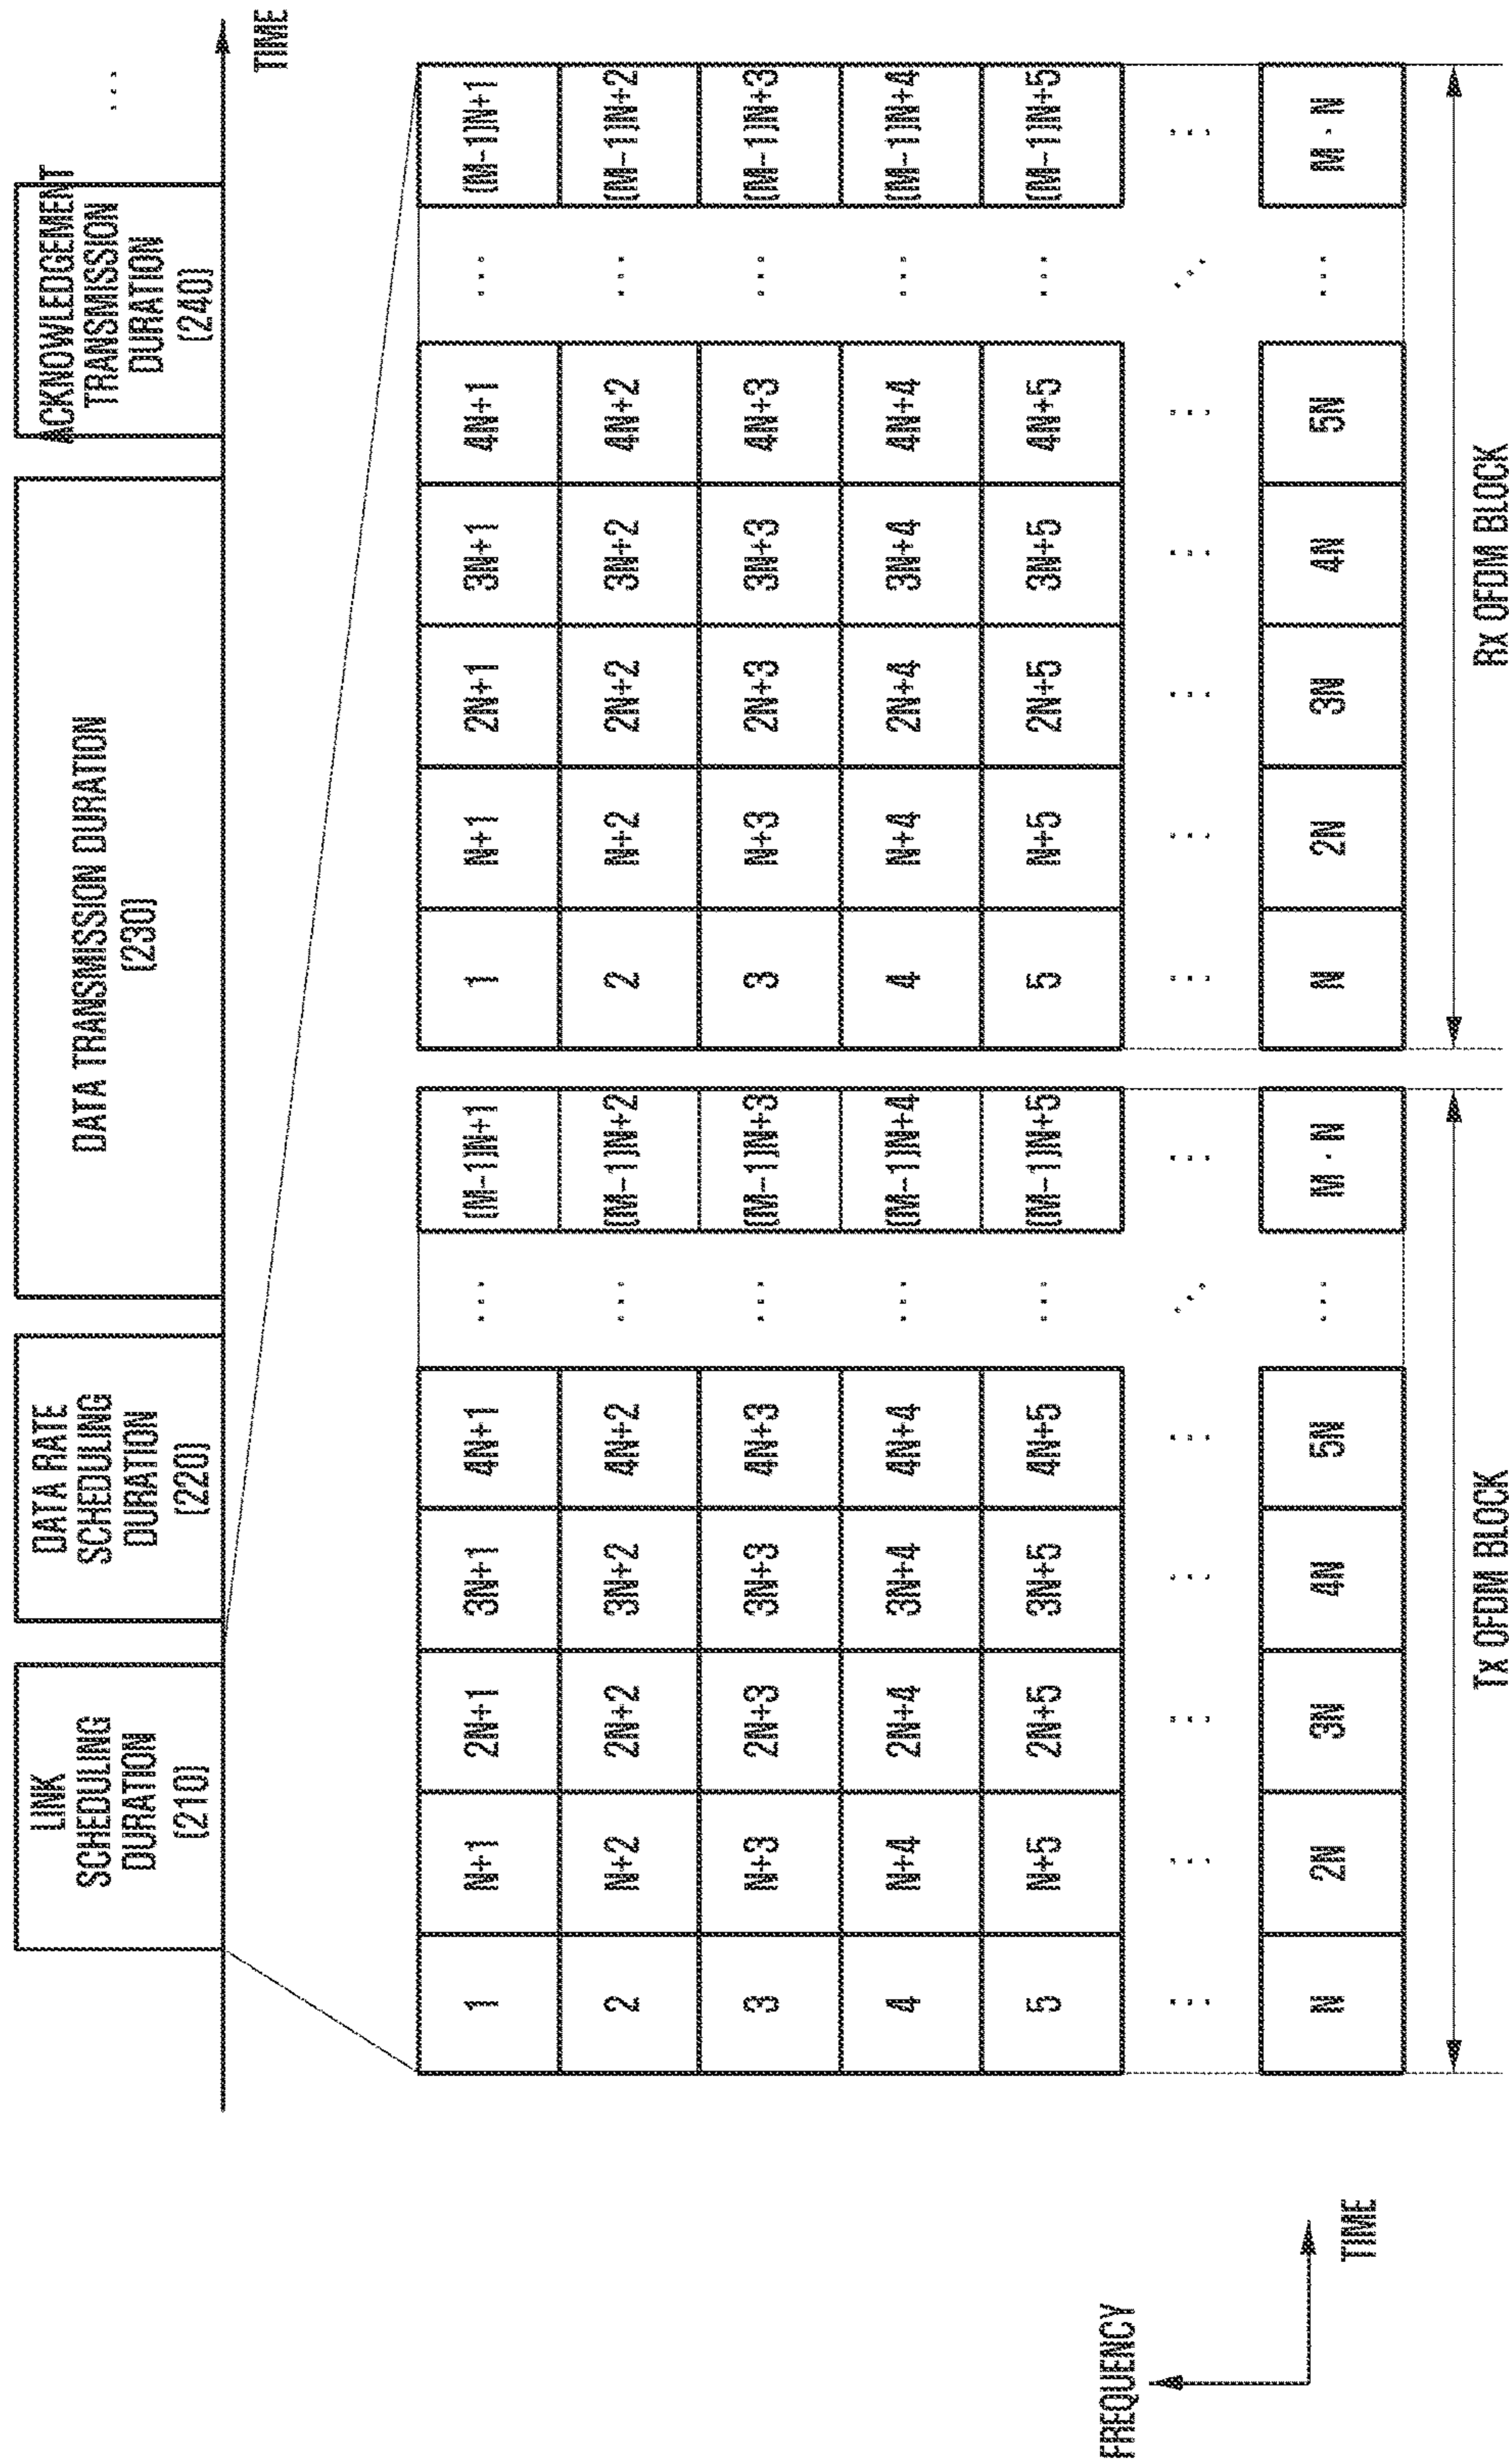 LINK
SCHEDULING
DURATION
(210)
DATA RATE
SCHEDULING
DURATION
(220)
DATA TRANSMISSION DURATION
(230)
ACKNOWLEDGEMENT
TRANSMISSION
DURATION
(240)
...
TIME
1 N+1 2N+1 3N+1 4N+1 ... (M-1)N+1 1 N+1 2N+1 3N+1 4N+1 ... (M-1)N+1
2 N+2 2N+2 3N+2 4N+2 ... (M-1)N+2 2 N+2 2N+2 3N+2 4N+2 ... (M-1)N+2
3 N+3 2N+3 3N+3 4N+3 ... (M-1)N+3 3 N+3 2N+3 3N+3 4N+3 ... (M-1)N+3
4 N+4 2N+4 3N+4 4N+4 ... (M-1)N+4 4 N+4 2N+4 3N+4 4N+4 ... (M-1)N+4
5 N+5 2N+5 3N+5 4N+5 ... (M-1)N+5 5 N+5 2N+5 3N+5 4N+5 ... (M-1)N+5
... ... ... ... ... ... ... ... ... ... ... ... ... ...
N 2N 3N 4N 5N ... M·N N 2N 3N 4N 5N ... M·N
Tx OFDM BLOCK Rx OFDM BLOCK
FREQUENCY
TIME